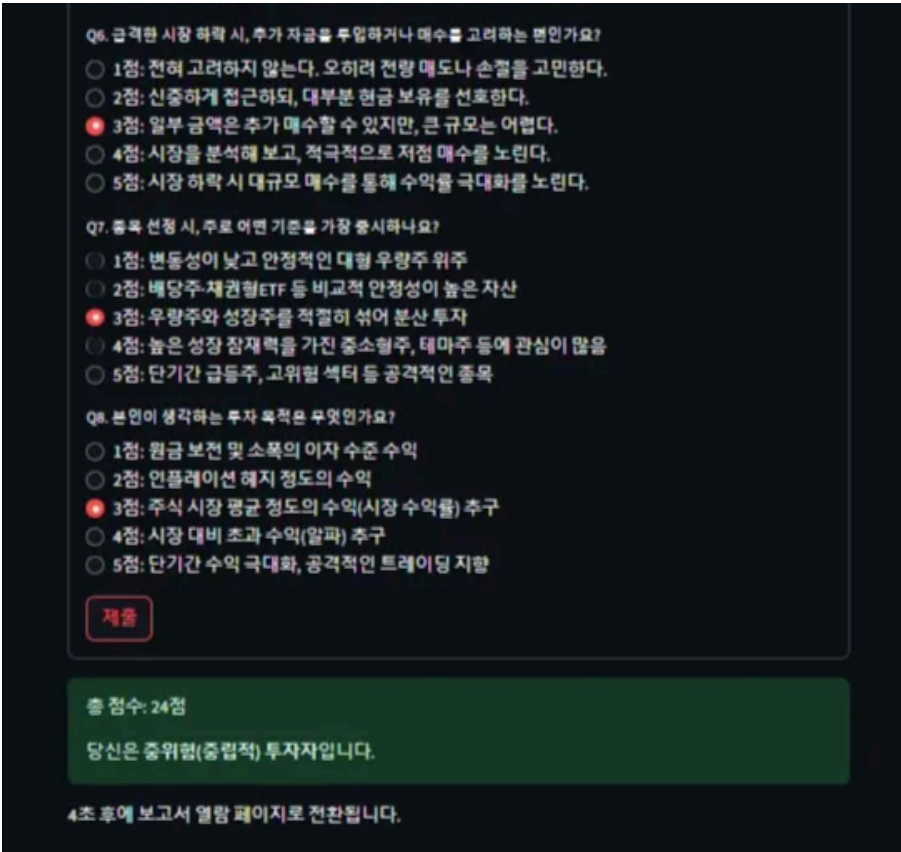 Q6. 급격한 시장 하락 시, 추가 자금을 투입하거나 매수를 고려하는 편인가요?
1점: 전혀 고려하지 않는다. 오히려 전량 매도나 손절을 고민한다.
2점: 신중하게 접근하되, 대부분 현금 보유를 선호한다.
3점: 일부 금액은 추가 매수할 수 있지만, 큰 규모는 어렵다.
4점: 시장을 분석해 보고, 적극적으로 저점 매수를 노린다.
5점: 시장 하락 시 대규모 매수를 통해 수익률 극대화를 노린다.
Q7. 종목 선정 시, 주로 어떤 기준을 가장 중시하나요?
1점: 변동성이 낮고 안정적인 대형 우량주 위주
2점: 배당주·채권형ETF 등 비교적 안정성이 높은 자산
3점: 우량주와 성장주를 적절히 섞어 분산 투자
4점: 높은 성장 잠재력을 가진 중소형주, 테마주 등에 관심이 많음
5점: 단기간 급등주, 고위험 섹터 등 공격적인 종목
Q8. 본인이 생각하는 투자 목적은 무엇인가요?
1점: 원금 보전 및 소폭의 이자 수준 수익
2점: 인플레이션 헤지 정도의 수익
3점: 주식 시장 평균 정도의 수익(시장 수익률) 추구
4점: 시장 대비 초과 수익(알파) 추구
5점: 단기간 수익 극대화, 공격적인 트레이딩 지향
제출
총 점수: 24점
당신은 중위험(중립적) 투자자입니다.
4초 후에 보고서 열람 페이지로 전환됩니다.